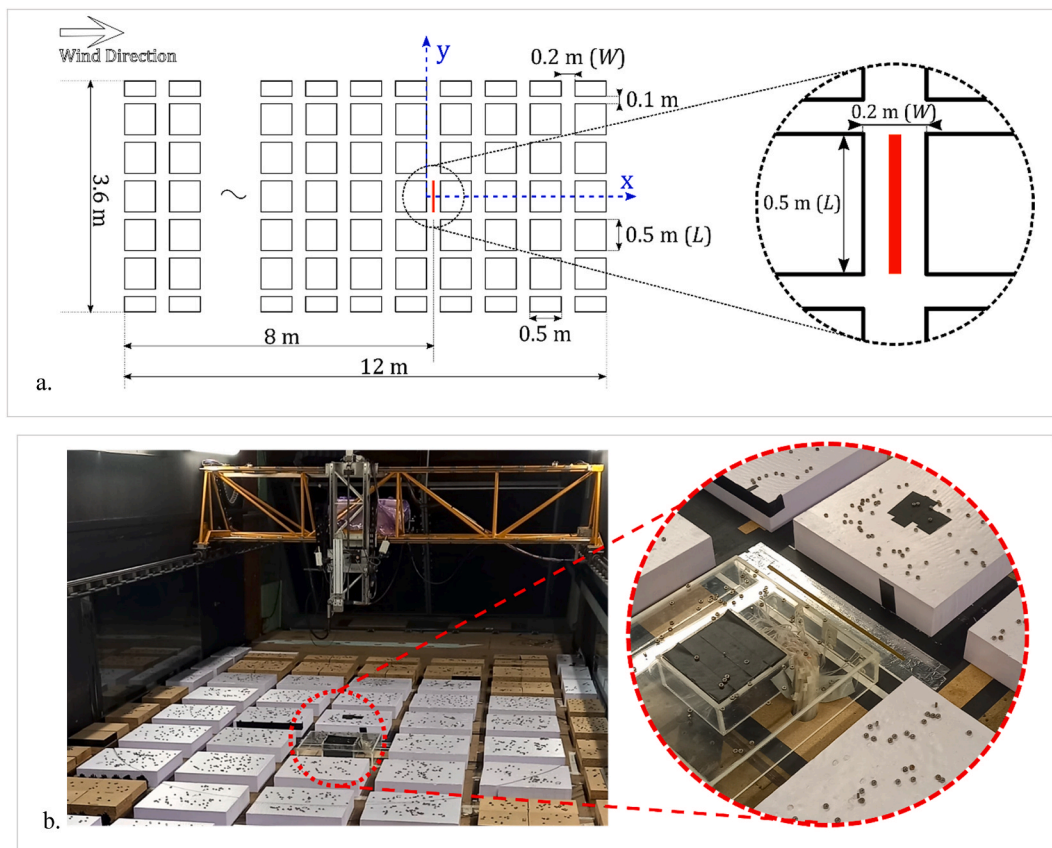 Wind Direction
y
0.2 m (W)
0.1 m
3.6 m
x
0.5 m (L)
8 m
0.5 m
12 m
0.2 m (W)
0.5 m (L)
a.
b.